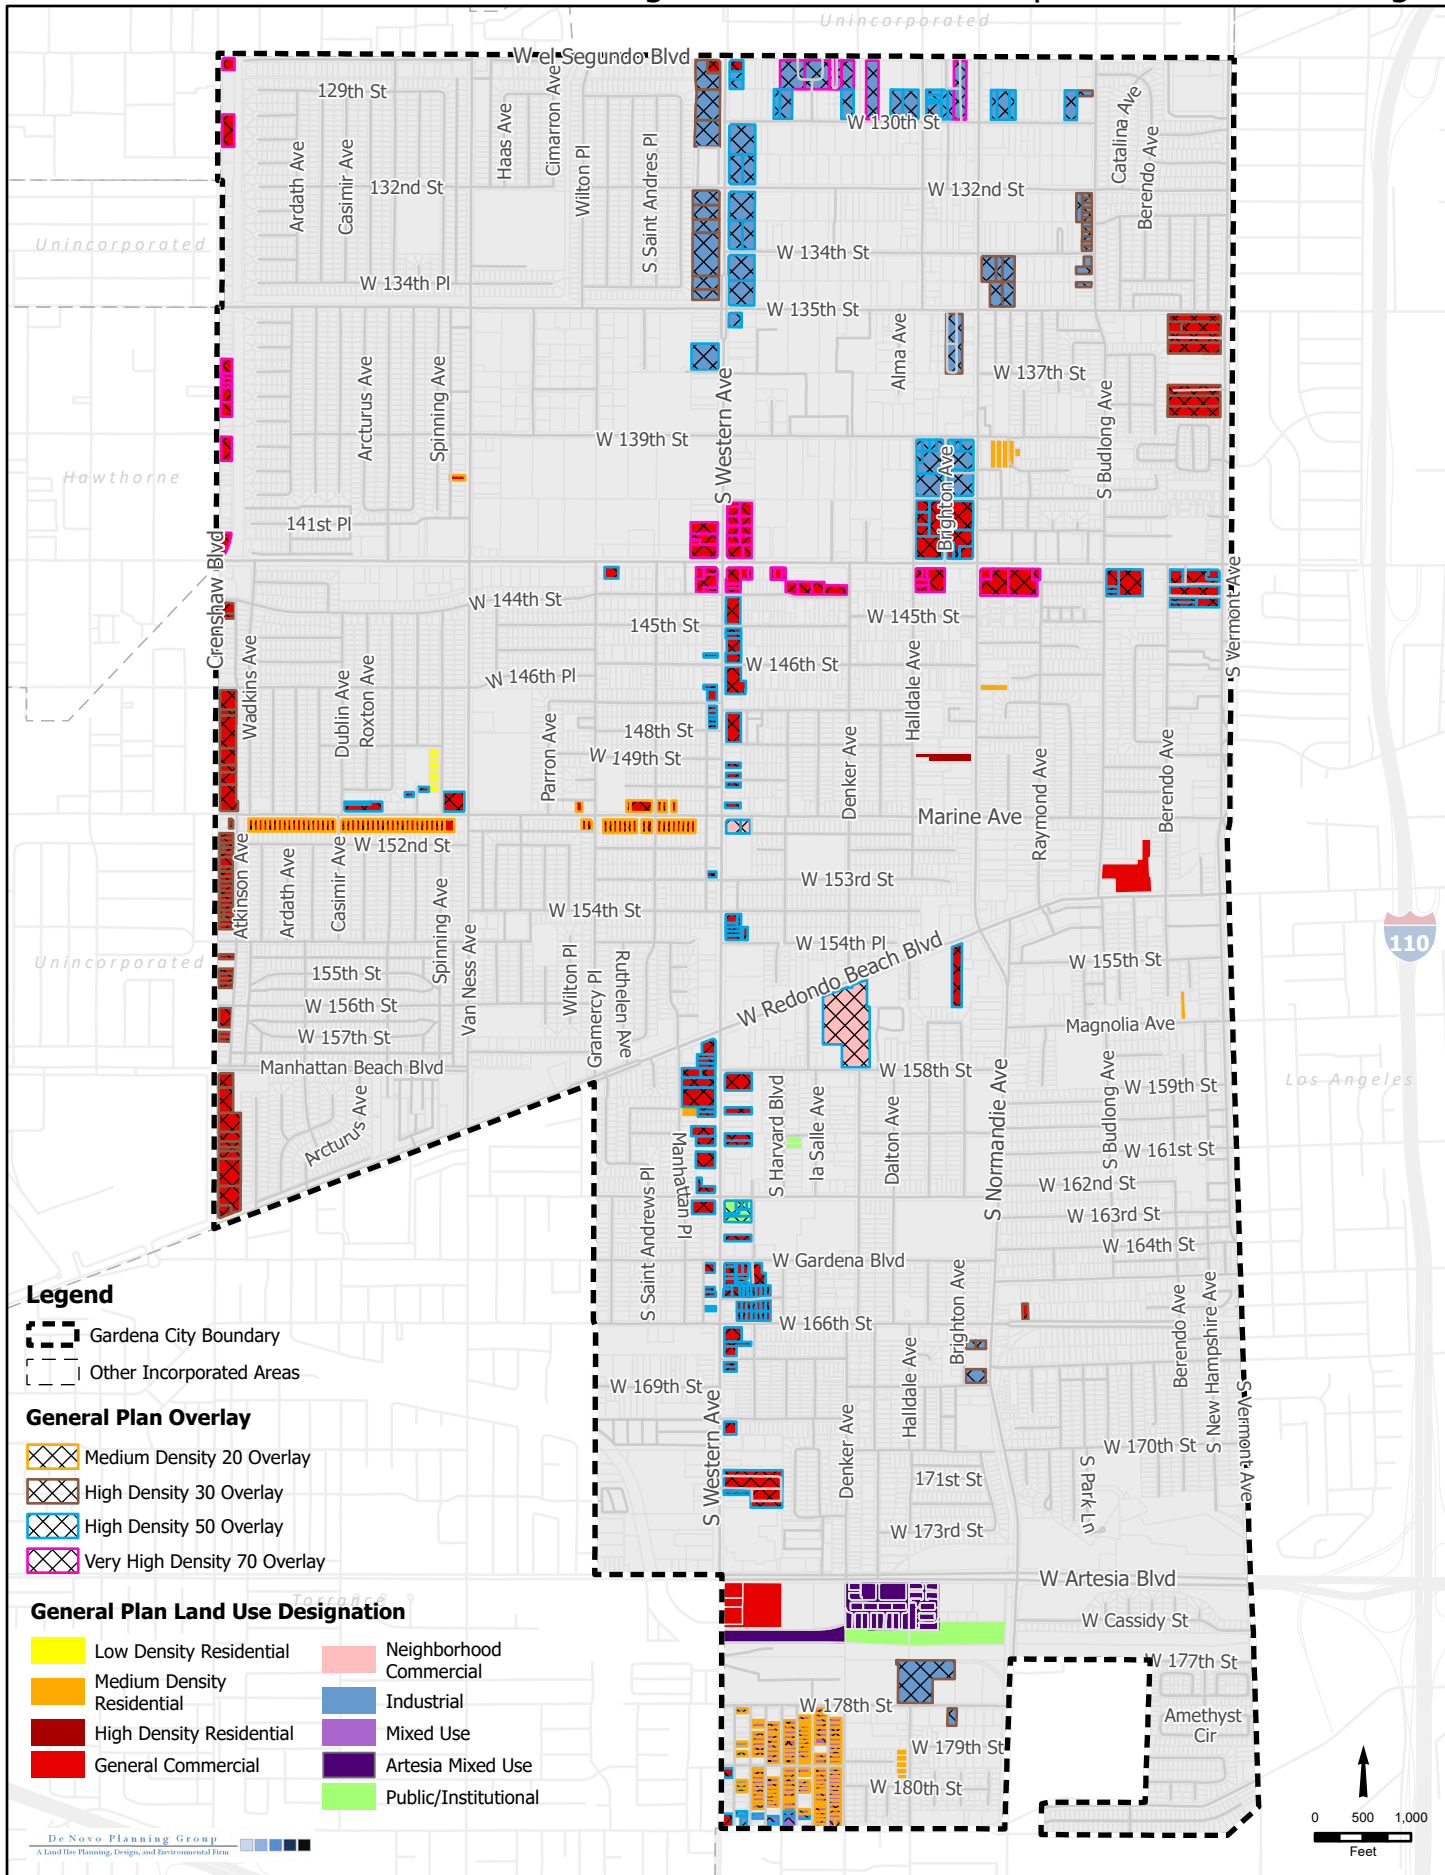 Unincorporated
W el Segundo Blvd
129th St
Haas Ave
Cimarron Ave
W 130th St
Catalina Ave
Berendo Ave
Ardath Ave
Casimir Ave
132nd St
Wilton Pl
S Saint Andres Pl
W 132nd St
Unincorporated
W 134th St
W 134th Pl
W 135th St
Arcturus Ave
Spinning Ave
S Western Ave
Alma Ave
W 137th St
S Budlong Ave
W 139th St
Hawthorne
Brighton Ave
141st Pl
Crenshaw Blvd
S Vermont Ave
W 144th St
145th St
W 145th St
Wadkins Ave
Dublin Ave
Roxton Ave
W 146th Pl
W 146th St
Halldale Ave
148th St
W 149th St
Parron Ave
Denker Ave
Raymond Ave
Berendo Ave
Marine Ave
W 152nd St
Atkinson Ave
Ardath Ave
Casimir Ave
Spinning Ave
W 153rd St
W 154th St
Van Ness Ave
W 154th Pl
W Redondo Beach Blvd
110
Unincorporated
155th St
W 155th St
W 156th St
Wilton Pl
Gramercy Pl
Ruthelen Ave
W 157th St
Magnolia Ave
Manhattan Beach Blvd
W 158th St
S Normandie Ave
S Budlong Ave
W 159th St
Los Angeles
Arcturus Ave
S Harvard Blvd
la Salle Ave
Dalton Ave
Manhattan Pl
S Saint Andrews Pl
W 161st St
W 162nd St
W 163rd St
W 164th St
W Gardena Blvd
Brighton Ave
Berendo Ave
S New Hampshire Ave
W 166th St
Halldale Ave
W 169th St
S Western Ave
Denker Ave
S Vermont Ave
W 170th St
171st St
S Park Ln
W 173rd St
W Artesia Blvd
W Cassidy St
W 177th St
W 178th St
Amethyst
Cir
W 179th St
W 180th St
Torrance
Legend
Gardena City Boundary
Other Incorporated Areas
General Plan Overlay
Medium Density 20 Overlay
High Density 30 Overlay
High Density 50 Overlay
Very High Density 70 Overlay
General Plan Land Use Designation
Low Density Residential
Medium Density
Residential
High Density Residential
General Commercial
Neighborhood
Commercial
Industrial
Mixed Use
Artesia Mixed Use
Public/Institutional
De Novo Planning Group
A Land Use Planning, Design, and Environmental Firm
0 500 1,000
Feet